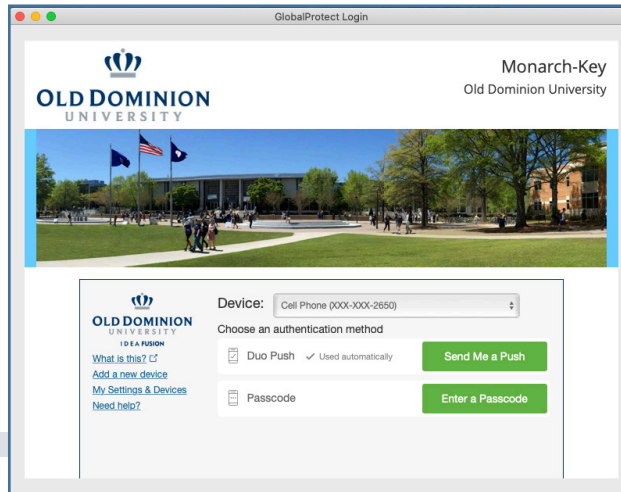 GlobalProtect Login
OLD DOMINION
UNIVERSITY
Monarch-Key
Old Dominion University
OLD DOMINION
UNIVERSITY
IDEA FUSION
What is this?
Add a new device
My Settings & Devices
Need help?
Device: Cell Phone (XXX-XXX-2650)
Choose an authentication method
Duo Push ✓ Used automatically Send Me a Push
Passcode Enter a Passcode